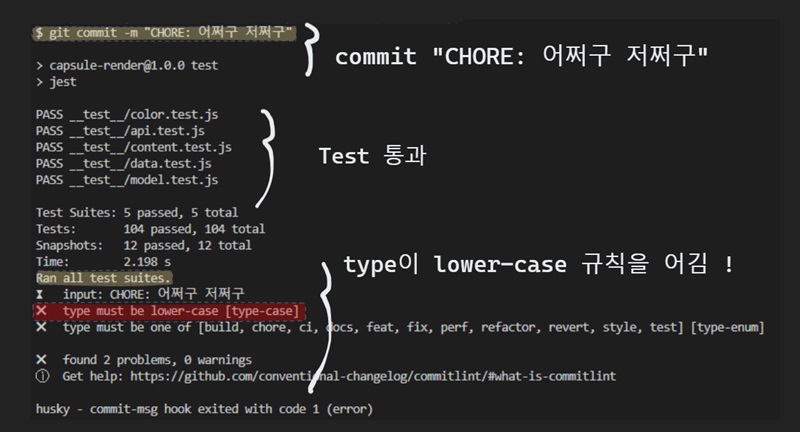 $ git commit -m "CHORE: 어쩌구 저쩌구"
commit "CHORE: 어쩌구 저쩌구"
> capsule-render@1.0.0 test
> jest
PASS __test__/color.test.js
PASS __test__/api.test.js
PASS __test__/content.test.js
PASS __test__/data.test.js
PASS __test__/model.test.js
Test 통과
Test Suites: 5 passed, 5 total
Tests: 104 passed, 104 total
Snapshots: 12 passed, 12 total
Time: 2.198 s
Ran all test suites.
type이 lower-case 규칙을 어김 !
⧗ input: CHORE: 어쩌구 저쩌구
✖ type must be lower-case [type-case]
✖ type must be one of [build, chore, ci, docs, feat, fix, perf, refactor, revert, style, test] [type-enum]
✖ found 2 problems, 0 warnings
ⓘ Get help: https://github.com/conventional-changelog/commitlint/#what-is-commitlint
husky - commit-msg hook exited with code 1 (error)